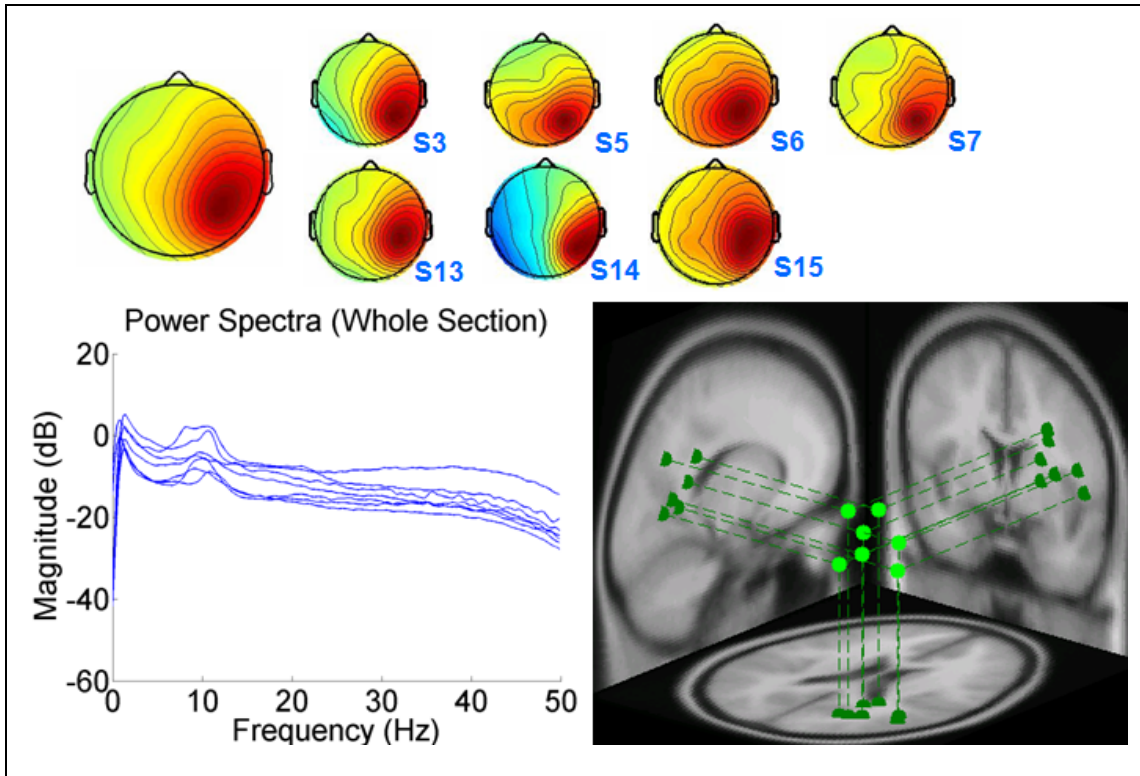 S3
S5
S6
S7
S13
S14
S15
Power Spectra (Whole Section)
Magnitude (dB)
20
0
-20
-40
-60
0
10
20
30
40
50
Frequency (Hz)